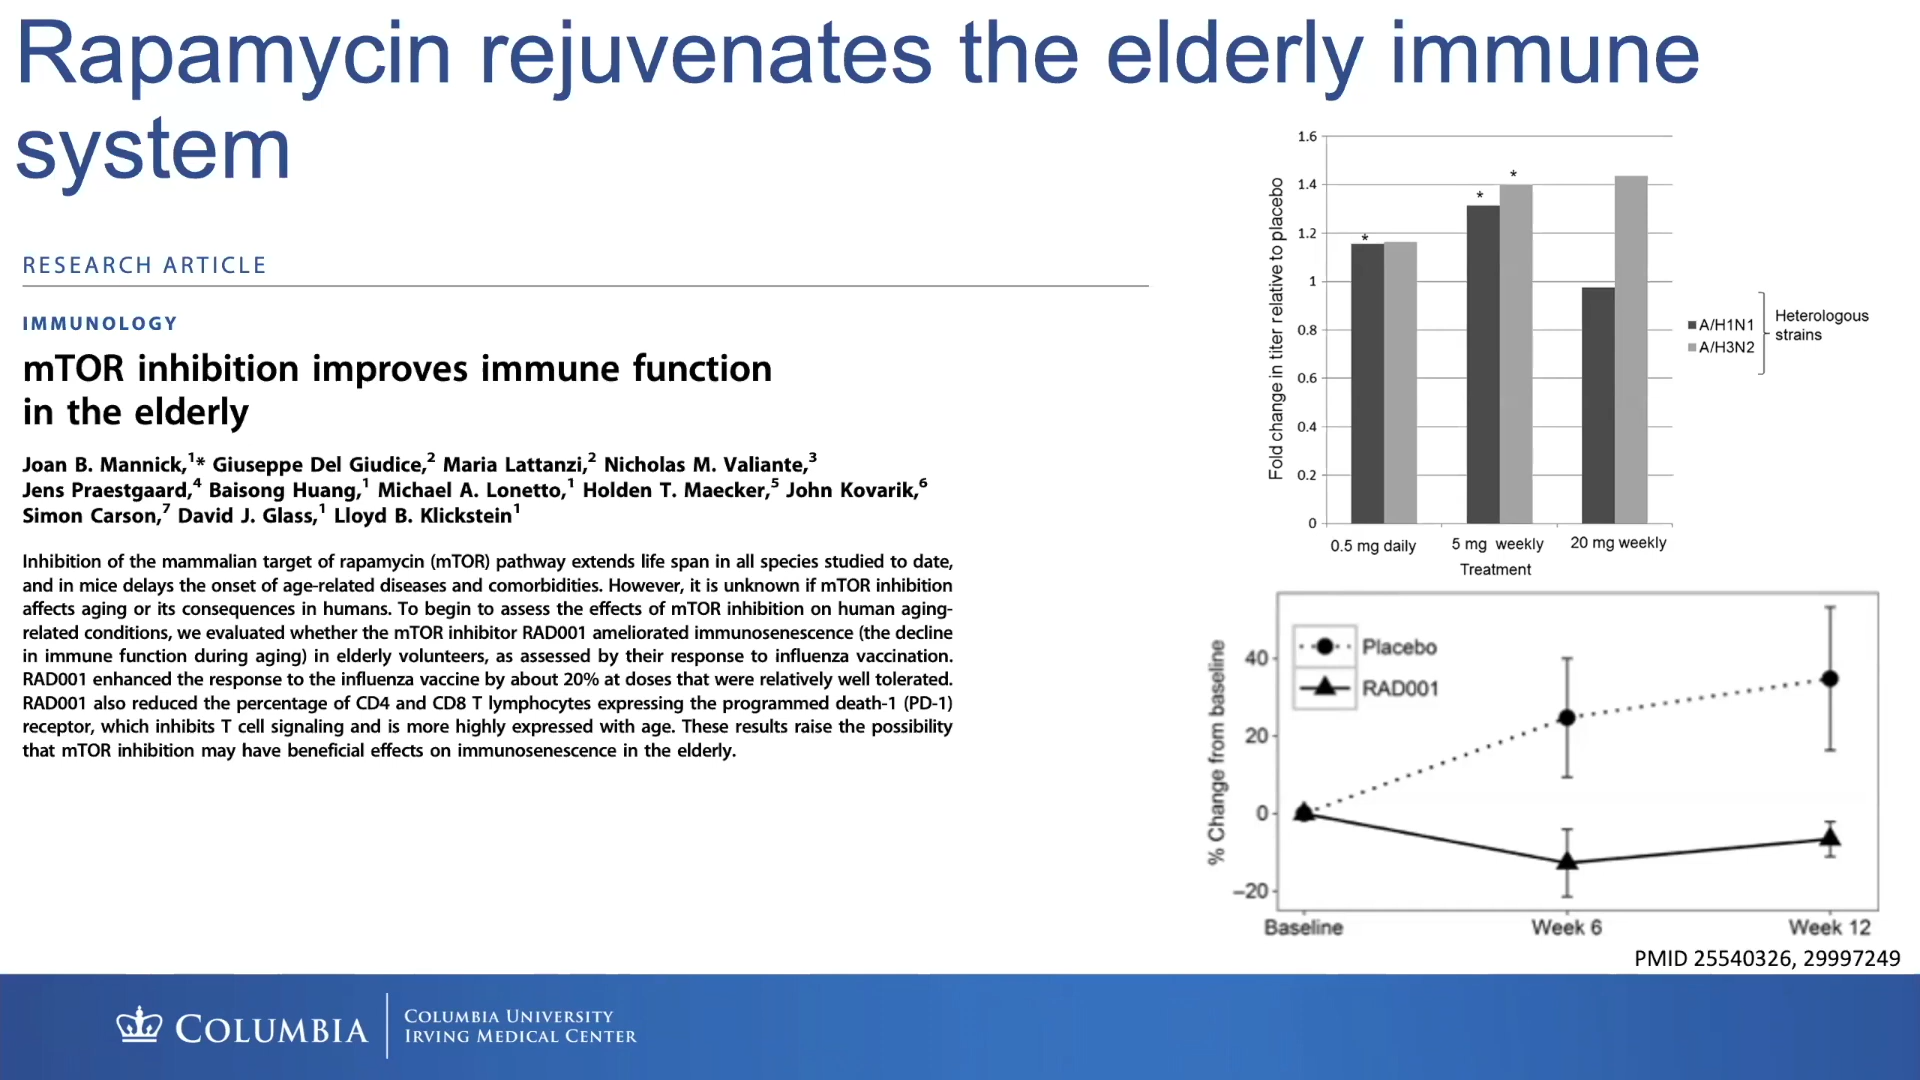 Rapamycin rejuvenates the elderly immune
system
RESEARCH ARTICLE
IMMUNOLOGY
mTOR inhibition improves immune function
in the elderly
Joan B. Mannick,1* Giuseppe Del Giudice,2 Maria Lattanzi,2 Nicholas M. Valiante,3
Jens Praestgaard,4 Baisong Huang,1 Michael A. Lonetto,1 Holden T. Maecker,5 John Kovarik,6
Simon Carson,7 David J. Glass,1 Lloyd B. Klickstein1
Inhibition of the mammalian target of rapamycin (mTOR) pathway extends life span in all species studied to date,
and in mice delays the onset of age-related diseases and comorbidities. However, it is unknown if mTOR inhibition
affects aging or its consequences in humans. To begin to assess the effects of mTOR inhibition on human aging-
related conditions, we evaluated whether the mTOR inhibitor RAD001 ameliorated immunosenescence (the decline
in immune function during aging) in elderly volunteers, as assessed by their response to influenza vaccination.
RAD001 enhanced the response to the influenza vaccine by about 20% at doses that were relatively well tolerated.
RAD001 also reduced the percentage of CD4 and CD8 T lymphocytes expressing the programmed death-1 (PD-1)
receptor, which inhibits T cell signaling and is more highly expressed with age. These results raise the possibility
that mTOR inhibition may have beneficial effects on immunosenescence in the elderly.
Fold change in titer relative to placebo
1.6
1.4
1.2
1
0.8
0.6
0.4
0.2
0
*
* *
0.5 mg daily 5 mg weekly 20 mg weekly
Treatment
A/H1N1
A/H3N2
Heterologous
strains
% Change from baseline
40
20
0
–20
Placebo
RAD001
Baseline Week 6 Week 12
PMID 25540326, 29997249
COLUMBIA
COLUMBIA UNIVERSITY
IRVING MEDICAL CENTER